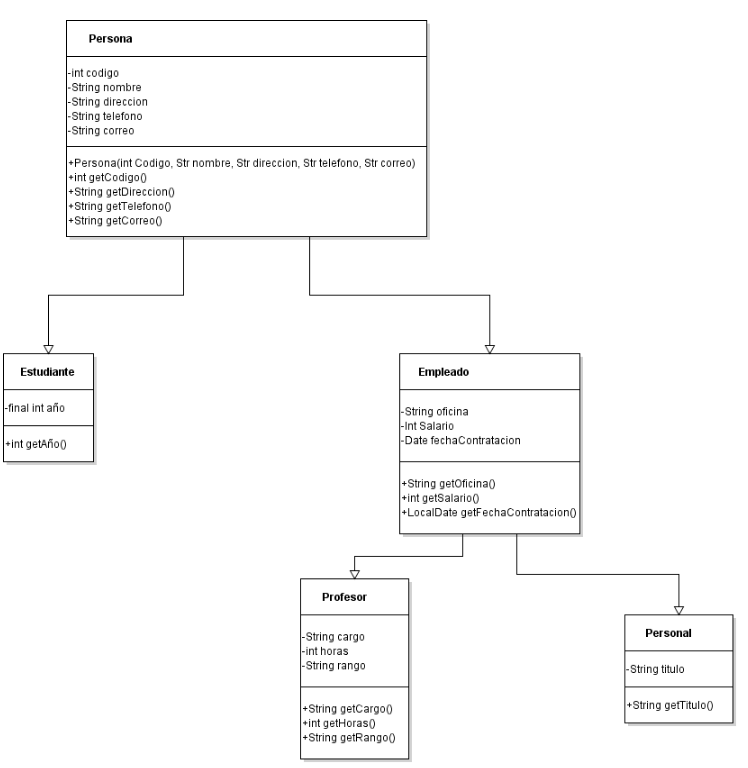 Persona
-int codigo
-String nombre
-String direccion
-String telefono
-String correo
+Persona(int Codigo, Str nombre, Str direccion, Str telefono, Str correo)
+int getCodigo()
+String getDireccion()
+String getTelefono()
+String getCorreo()
Estudiante
-final int año
+int getAño()
Empleado
-String oficina
-Int Salario
-Date fechaContratacion
+String getOficina()
+int getSalario()
+LocalDate getFechaContratacion()
Profesor
-String cargo
-int horas
-String rango
+String getCargo()
+int getHoras()
+String getRango()
Personal
-String titulo
+String getTitulo()